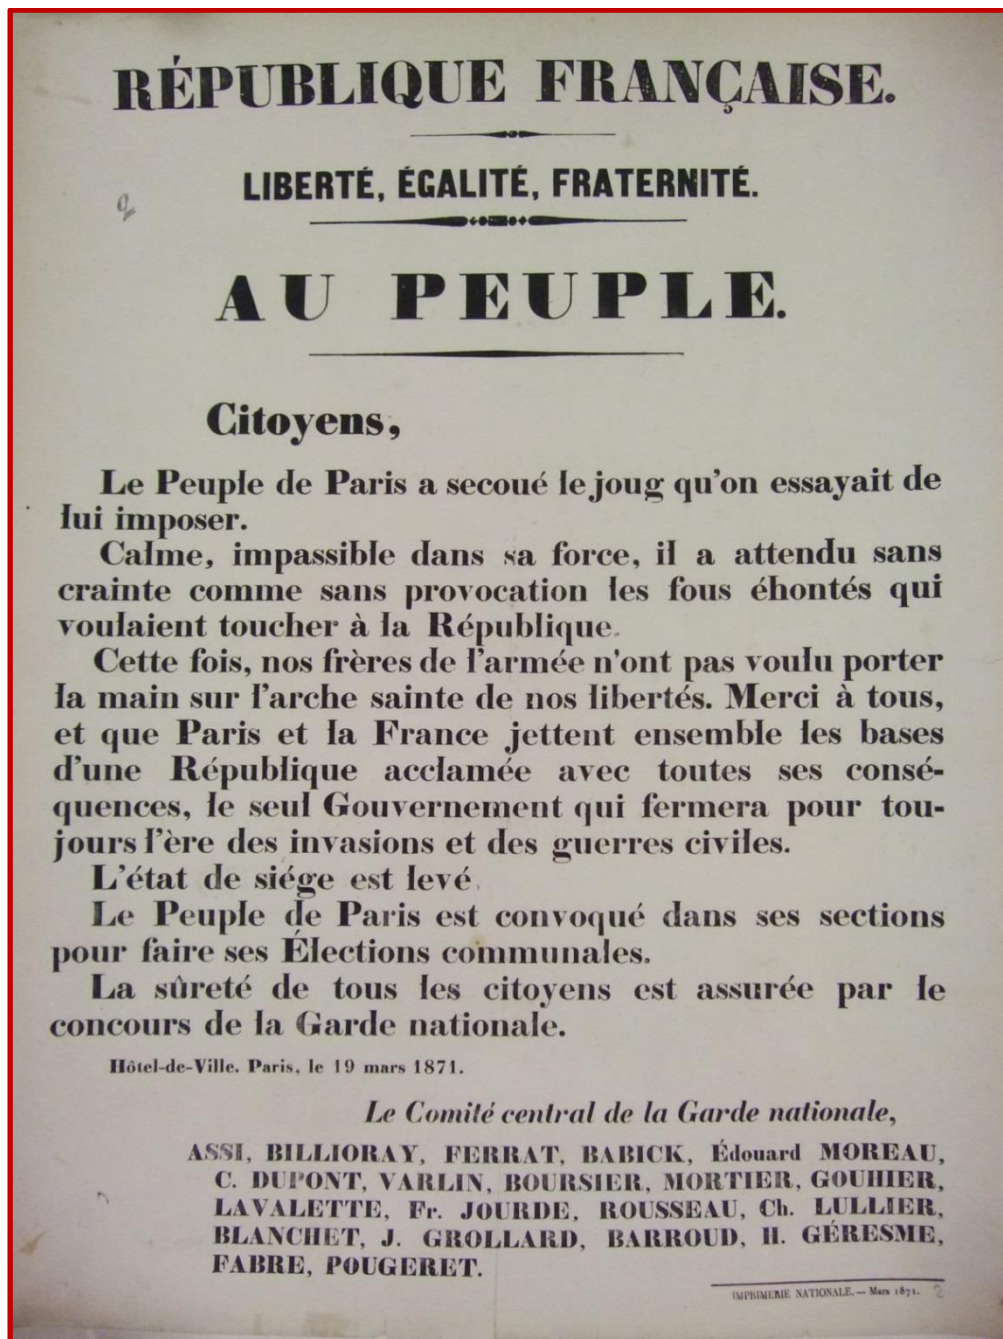 RÉPUBLIQUE FRANÇAISE.
LIBERTÉ, ÉGALITÉ, FRATERNITÉ.
AU PEUPLE.
Citoyens,
Le Peuple de Paris a secoué le joug qu'on essayait de
lui imposer.
Calme, impassible dans sa force, il a attendu sans
crainte comme sans provocation les fous éhontés qui
voulaient toucher à la République.
Cette fois, nos frères de l'armée n'ont pas voulu porter
la main sur l'arche sainte de nos libertés. Merci à tous,
et que Paris et la France jettent ensemble les bases
d'une République acclamée avec toutes ses consé-
quences, le seul Gouvernement qui fermera pour tou-
jours l'ère des invasions et des guerres civiles.
L'état de siége est levé.
Le Peuple de Paris est convoqué dans ses sections
pour faire ses Élections communales.
La sûreté de tous les citoyens est assurée par le
concours de la Garde nationale.
Hôtel-de-Ville. Paris, le 19 mars 1871.
Le Comité central de la Garde nationale,
ASSI, BILLIORAY, FERRAT, BABICK, Édouard MOREAU,
C. DUPONT, VARLIN, BOURSIER, MORTIER, GOUHIER,
LAVALETTE, Fr. JOURDE, ROUSSEAU, Ch. LULLIER,
BLANCHET, J. GROLLARD, BARROUD, H. GÉRESME,
FABRE, POUGERET.
IMPRIMERIE NATIONALE. — Mars 1871. 2